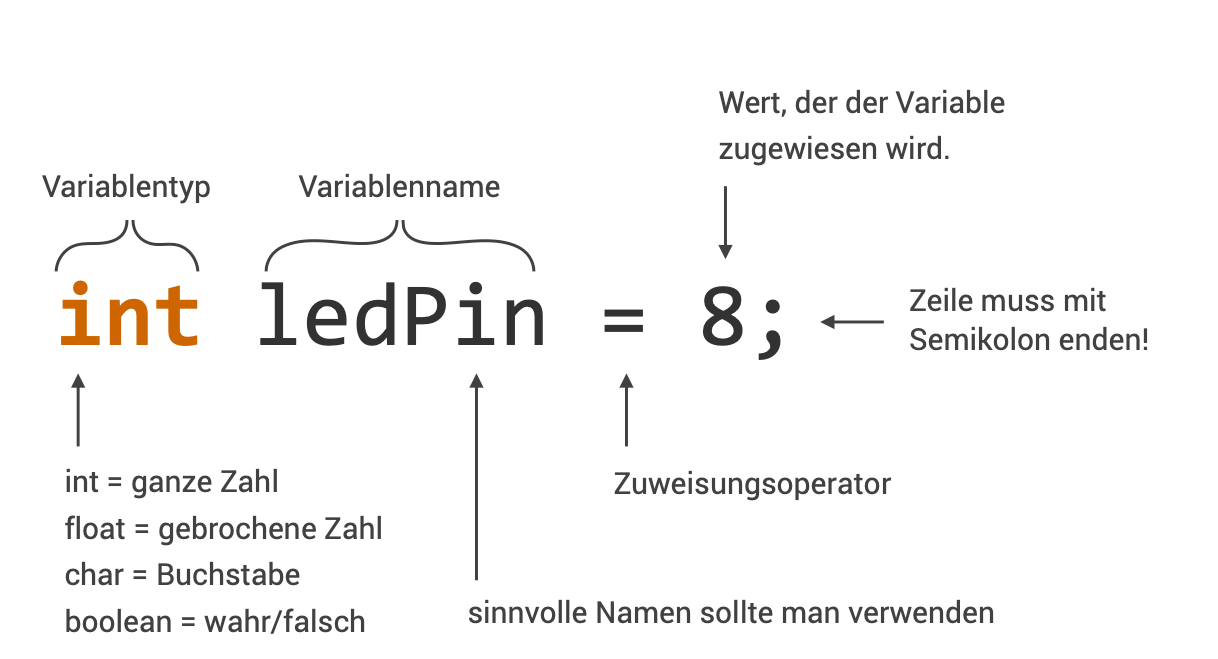 Wert, der der Variable
zugewiesen wird.
Variablentyp
Variablenname
int ledPin = 8;
Zeile muss mit
Semikolon enden!
int = ganze Zahl
float = gebrochene Zahl
char = Buchstabe
boolean = wahr/falsch
Zuweisungsoperator
sinnvolle Namen sollte man verwenden